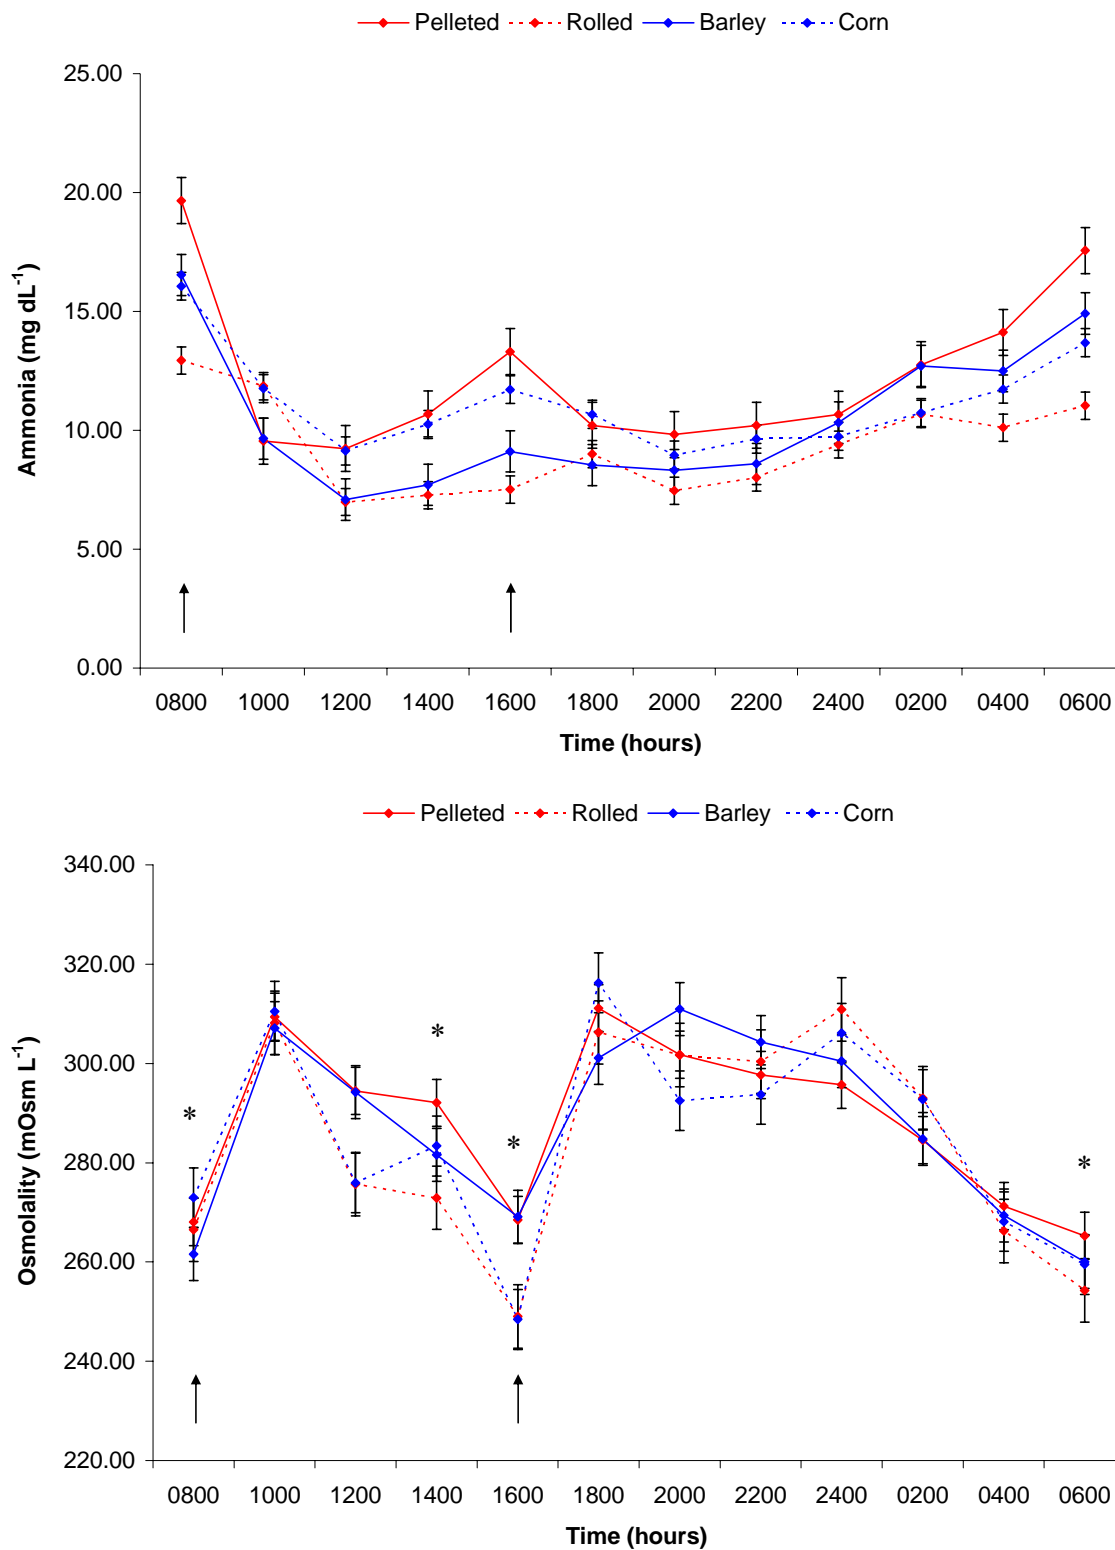 Pelleted Rolled Barley Corn
25.00
20.00
15.00
10.00
5.00
0.00
Ammonia (mg dL-1)
0800 1000 1200 1400 1600 1800 2000 2200 2400 0200 0400 0600
Time (hours)
Pelleted Rolled Barley Corn
340.00
320.00
300.00
280.00
260.00
240.00
220.00
Osmolality (mOsm L-1)
*
*
*
*
0800 1000 1200 1400 1600 1800 2000 2200 2400 0200 0400 0600
Time (hours)